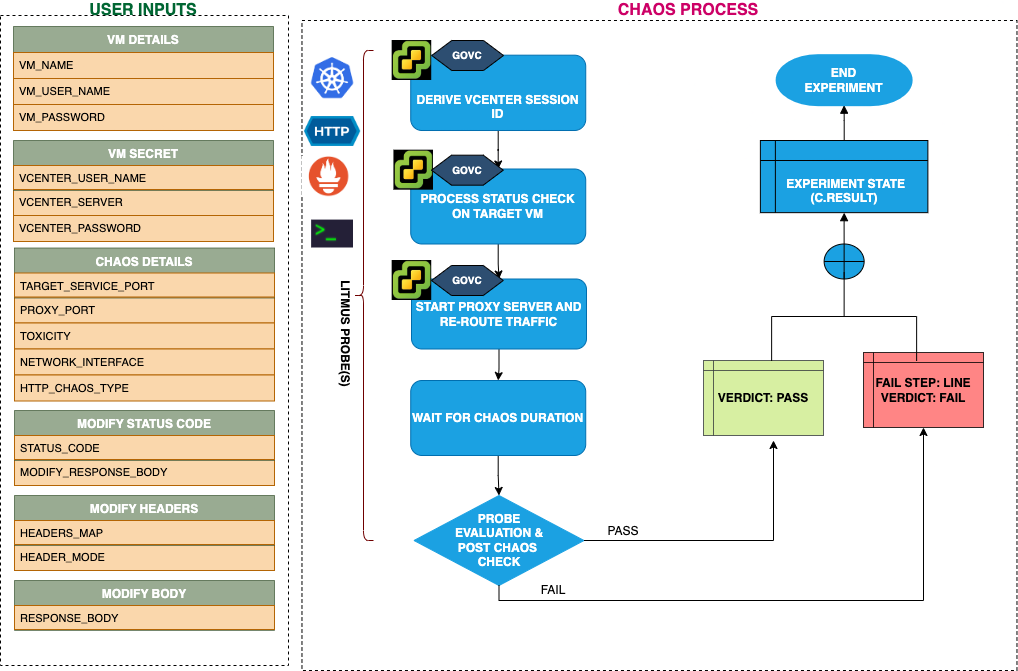 USER INPUTS
VM DETAILS
VM_NAME
VM_USER_NAME
VM_PASSWORD
VM SECRET
VCENTER_USER_NAME
VCENTER_SERVER
VCENTER_PASSWORD
CHAOS DETAILS
TARGET_SERVICE_PORT
PROXY_PORT
TOXICITY
NETWORK_INTERFACE
HTTP_CHAOS_TYPE
MODIFY STATUS CODE
STATUS_CODE
MODIFY_RESPONSE_BODY
MODIFY HEADERS
HEADERS_MAP
HEADER_MODE
MODIFY BODY
RESPONSE_BODY
CHAOS PROCESS
HTTP
>_
LITMUS PROBE(S)
GOVC
DERIVE VCENTER SESSION
ID
GOVC
PROCESS STATUS CHECK
ON TARGET VM
GOVC
START PROXY SERVER AND
RE-ROUTE TRAFFIC
WAIT FOR CHAOS DURATION
PROBE
EVALUATION &
POST CHAOS
CHECK
PASS
FAIL
VERDICT: PASS
FAIL STEP: LINE
VERDICT: FAIL
EXPERIMENT STATE
(C.RESULT)
END
EXPERIMENT